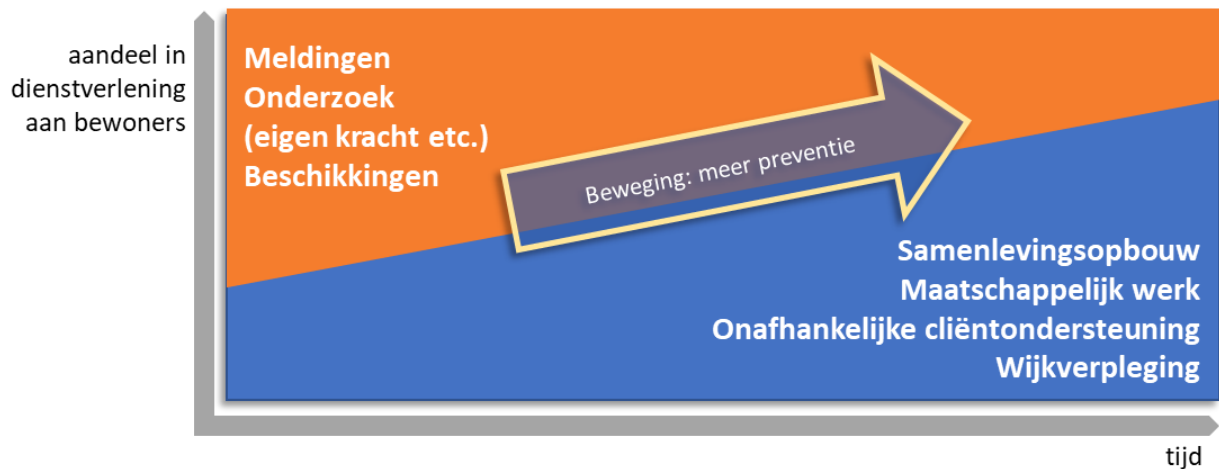 aandeel in
dienstverlening
aan bewoners
Meldingen
Onderzoek
(eigen kracht etc.)
Beschikkingen
Beweging: meer preventie
Samenlevingsopbouw
Maatschappelijk werk
Onafhankelijke cliëntondersteuning
Wijkverpleging
tijd